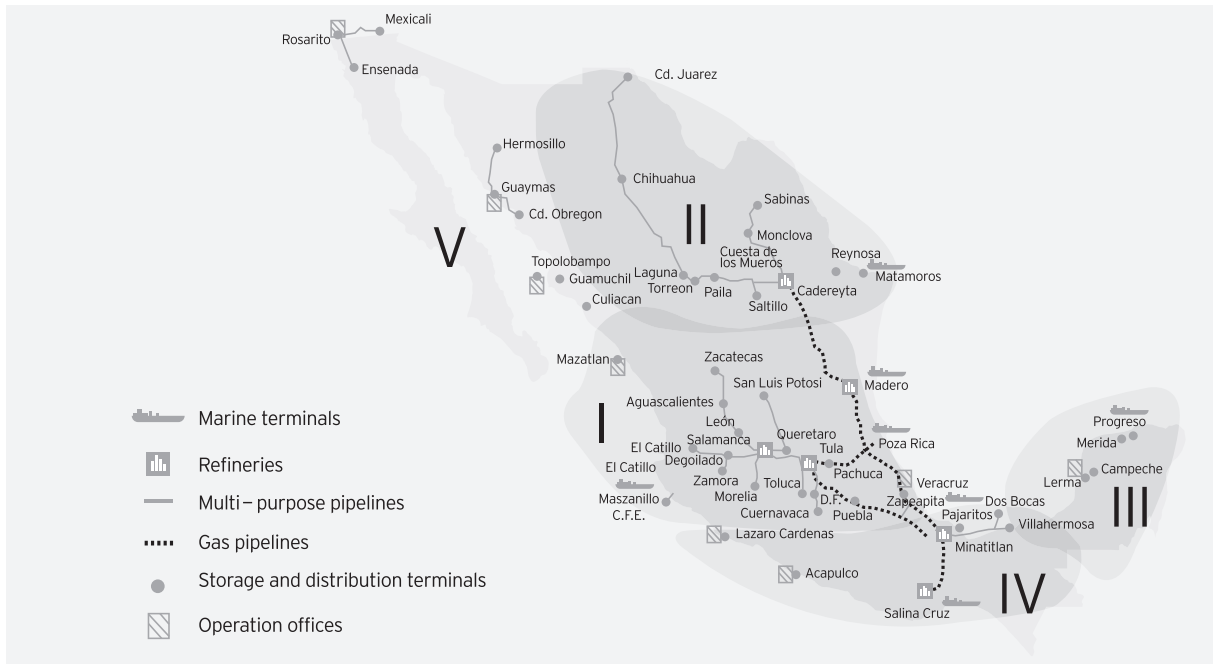 Mexicali
Rosarito
Ensenada
Cd. Juarez
Hermosillo
Chihuahua
Guaymas
Sabinas
Cd. Obregon
II
V
Monclova
Cuesta de
los Mueros
Reynosa
Topolobampo
Laguna
Matamoros
Guamuchil
Torreon
Paila
Cadereyta
Culiacan
Saltillo
Mazatlan
Zacatecas
San Luis Potosi
Madero
Aguascalientes
I
León
Progreso
Marine terminals
Queretaro
Salamanca
Poza Rica
Merida
El Catillo
Tula
Degoilado
El Catillo
Refineries
Pachuca
Campeche
Zamora
Toluca
Veracruz
Lerma
Morelia
Maszanillo
C.F.E.
D.F.
Zapeapita
Dos Bocas
III
Multi – purpose pipelines
Cuernavaca
Puebla
Pajaritos
Villahermosa
Lazaro Cardenas
Minatitlan
Gas pipelines
Acapulco
Storage and distribution terminals
IV
Salina Cruz
Operation offices